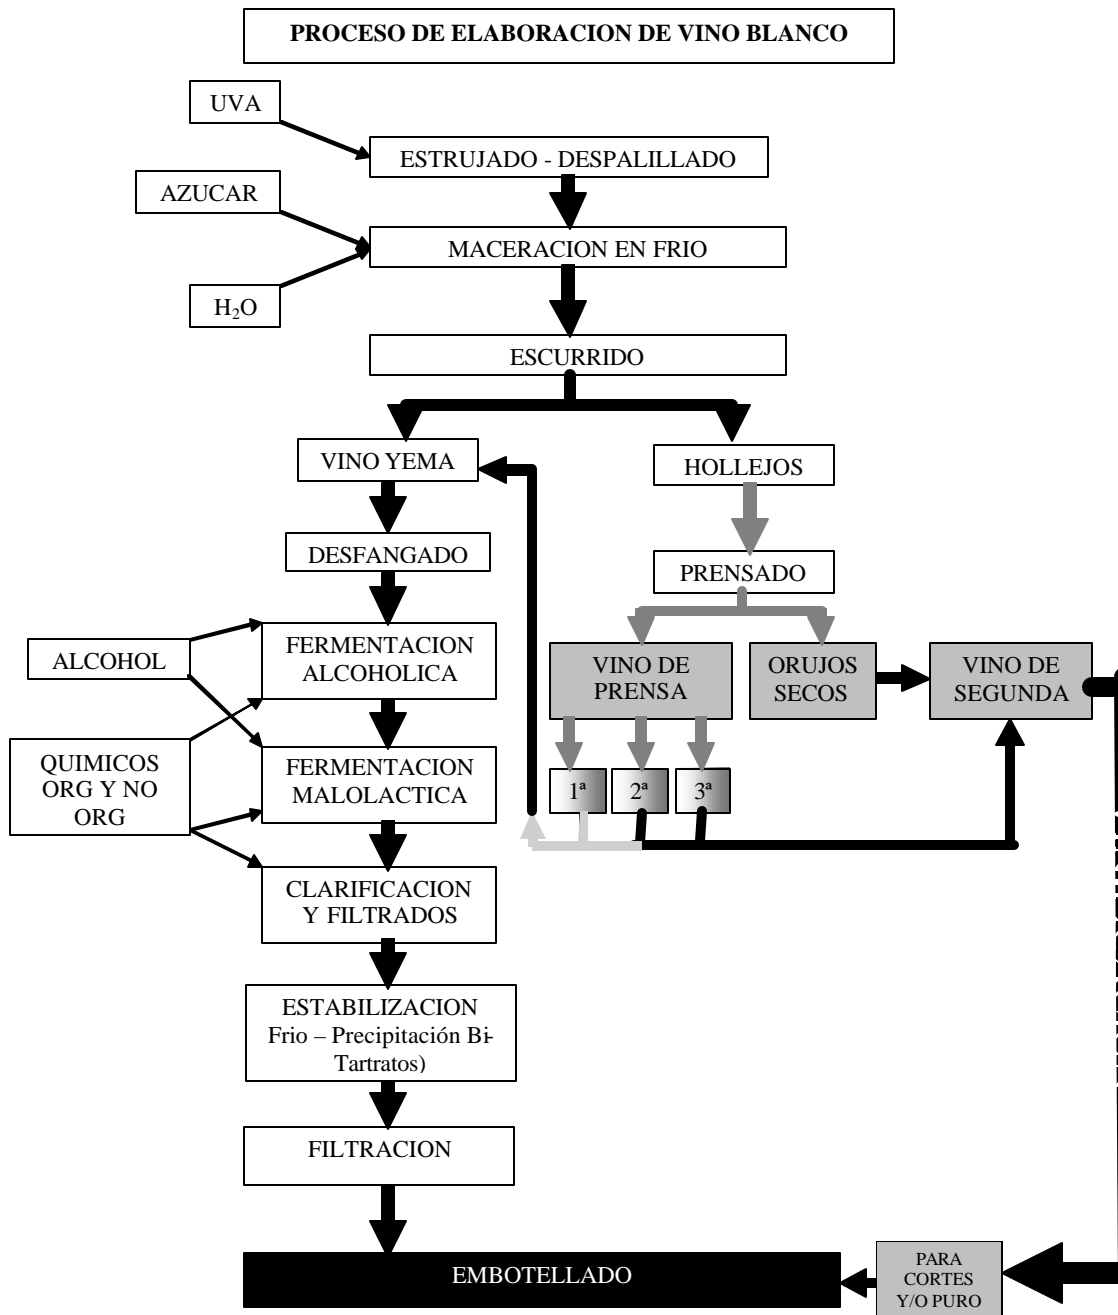 PROCESO DE ELABORACION DE VINO BLANCO
UVA
ESTRUJADO - DESPALILLADO
AZUCAR
MACERACION EN FRIO
H₂O
ESCURRIDO
VINO YEMA
HOLLEJOS
DESFANGADO
PRENSADO
ALCOHOL
FERMENTACION
ALCOHOLICA
VINO DE
PRENSA
ORUJOS
SECOS
VINO DE
SEGUNDA
QUIMICOS
ORG Y NO
ORG
FERMENTACION
MALOLACTICA
1ª
2ª
3ª
CLARIFICACION
Y FILTRADOS
ESTABILIZACION
Frio – Precipitación Bi-
Tartratos)
FILTRACION
EMBOTELLADO
PARA
CORTES
Y/O PURO